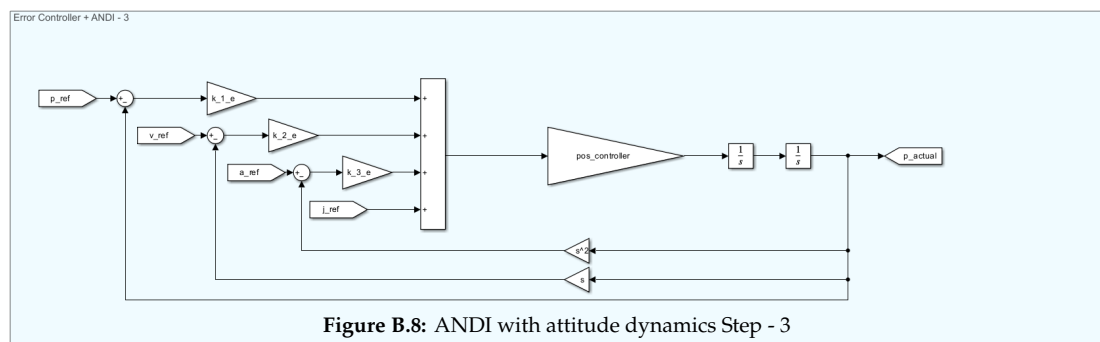 Error Controller + ANDI - 3
p_ref
+
-
k_1_e
+
v_ref
+
-
k_2_e
+
pos_controller
1
s
1
s
p_actual
a_ref
+
-
k_3_e
+
j_ref
+
s^2
s
Figure B.8: ANDI with attitude dynamics Step - 3